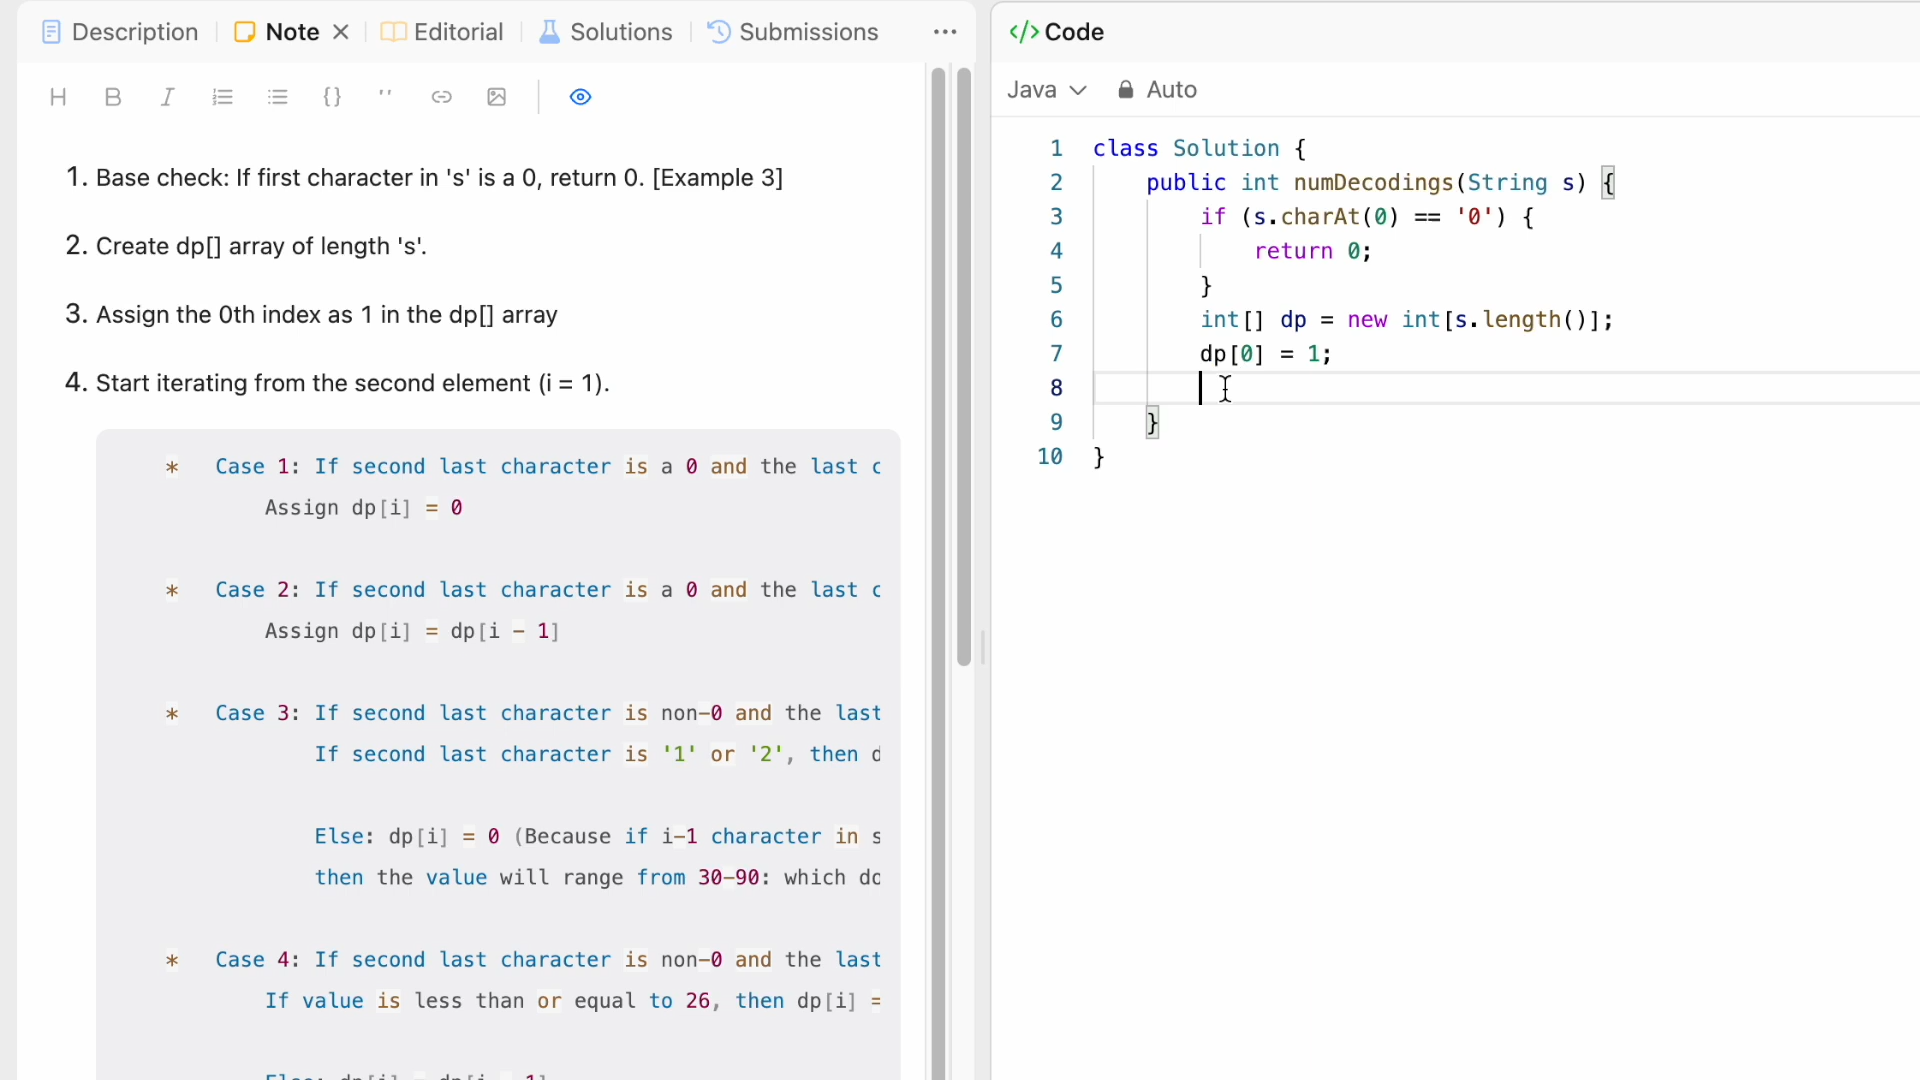 Description
Note
Editorial
Solutions
Submissions
1. Base check: If first character in 's' is a 0, return 0. [Example 3]
2. Create dp[] array of length 's'.
3. Assign the 0th index as 1 in the dp[] array
4. Start iterating from the second element (i = 1).
* Case 1: If second last character is a 0 and the last c
Assign dp[i] = 0
* Case 2: If second last character is a 0 and the last c
Assign dp[i] = dp[i - 1]
* Case 3: If second last character is non-0 and the last
If second last character is '1' or '2', then d
Else: dp[i] = 0 (Because if i-1 character in s
then the value will range from 30-90: which do
* Case 4: If second last character is non-0 and the last
If value is less than or equal to 26, then dp[i] =
Else: dp[i] = dp[i - 1]
</> Code
Java
Auto
1 class Solution {
2 public int numDecodings(String s) {
3 if (s.charAt(0) == '0') {
4 return 0;
5 }
6 int[] dp = new int[s.length()];
7 dp[0] = 1;
8
9 }
10 }